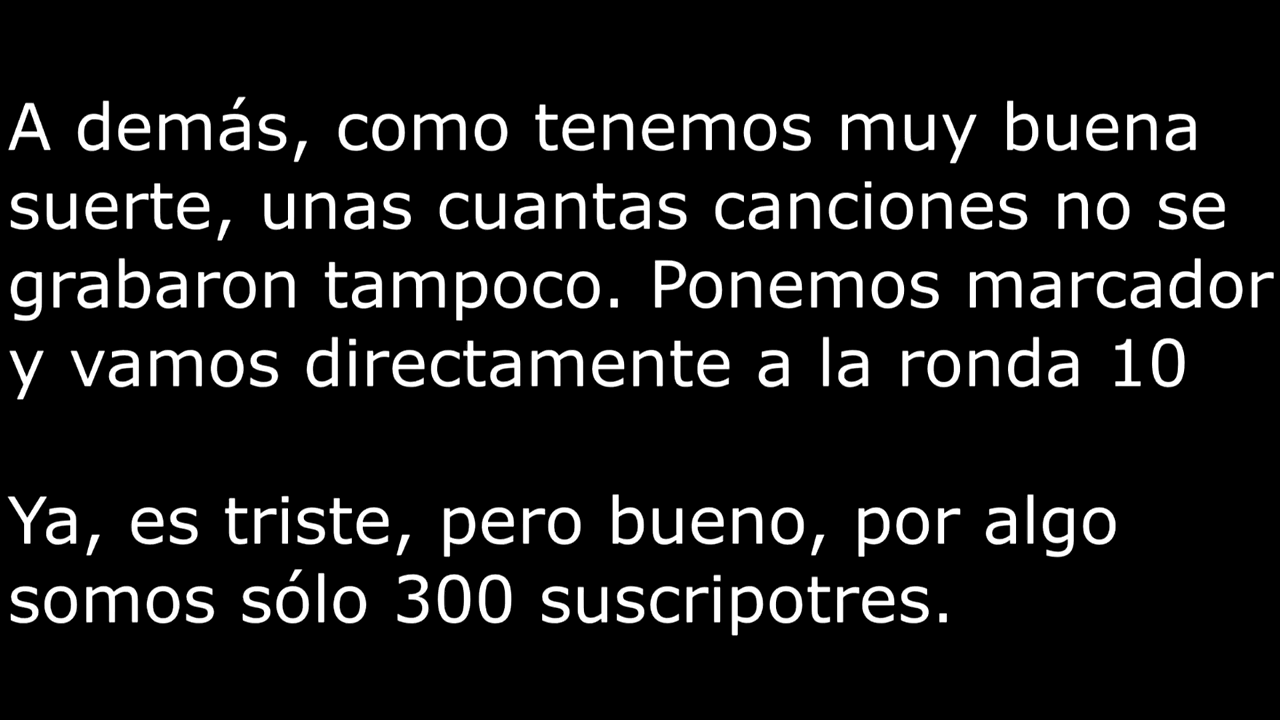 A demás, como tenemos muy buena
suerte, unas cuantas canciones no se
grabaron tampoco. Ponemos marcador
y vamos directamente a la ronda 10
Ya, es triste, pero bueno, por algo
somos sólo 300 suscripotres.